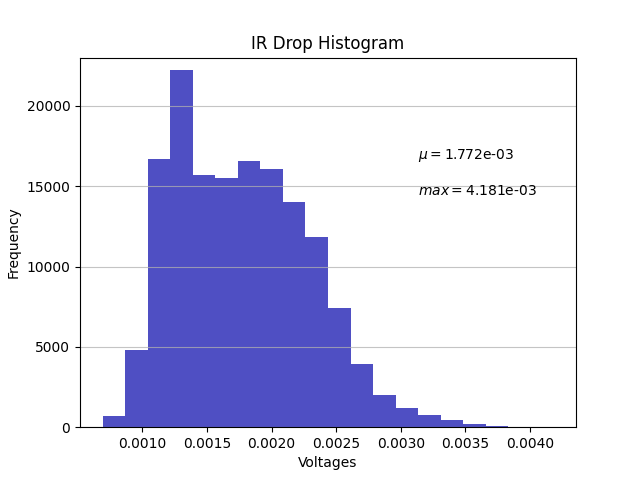 IR Drop Histogram
20000
15000
10000
5000
0
Frequency
μ = 1.772e-03
max = 4.181e-03
0.0010 0.0015 0.0020 0.0025 0.0030 0.0035 0.0040
Voltages